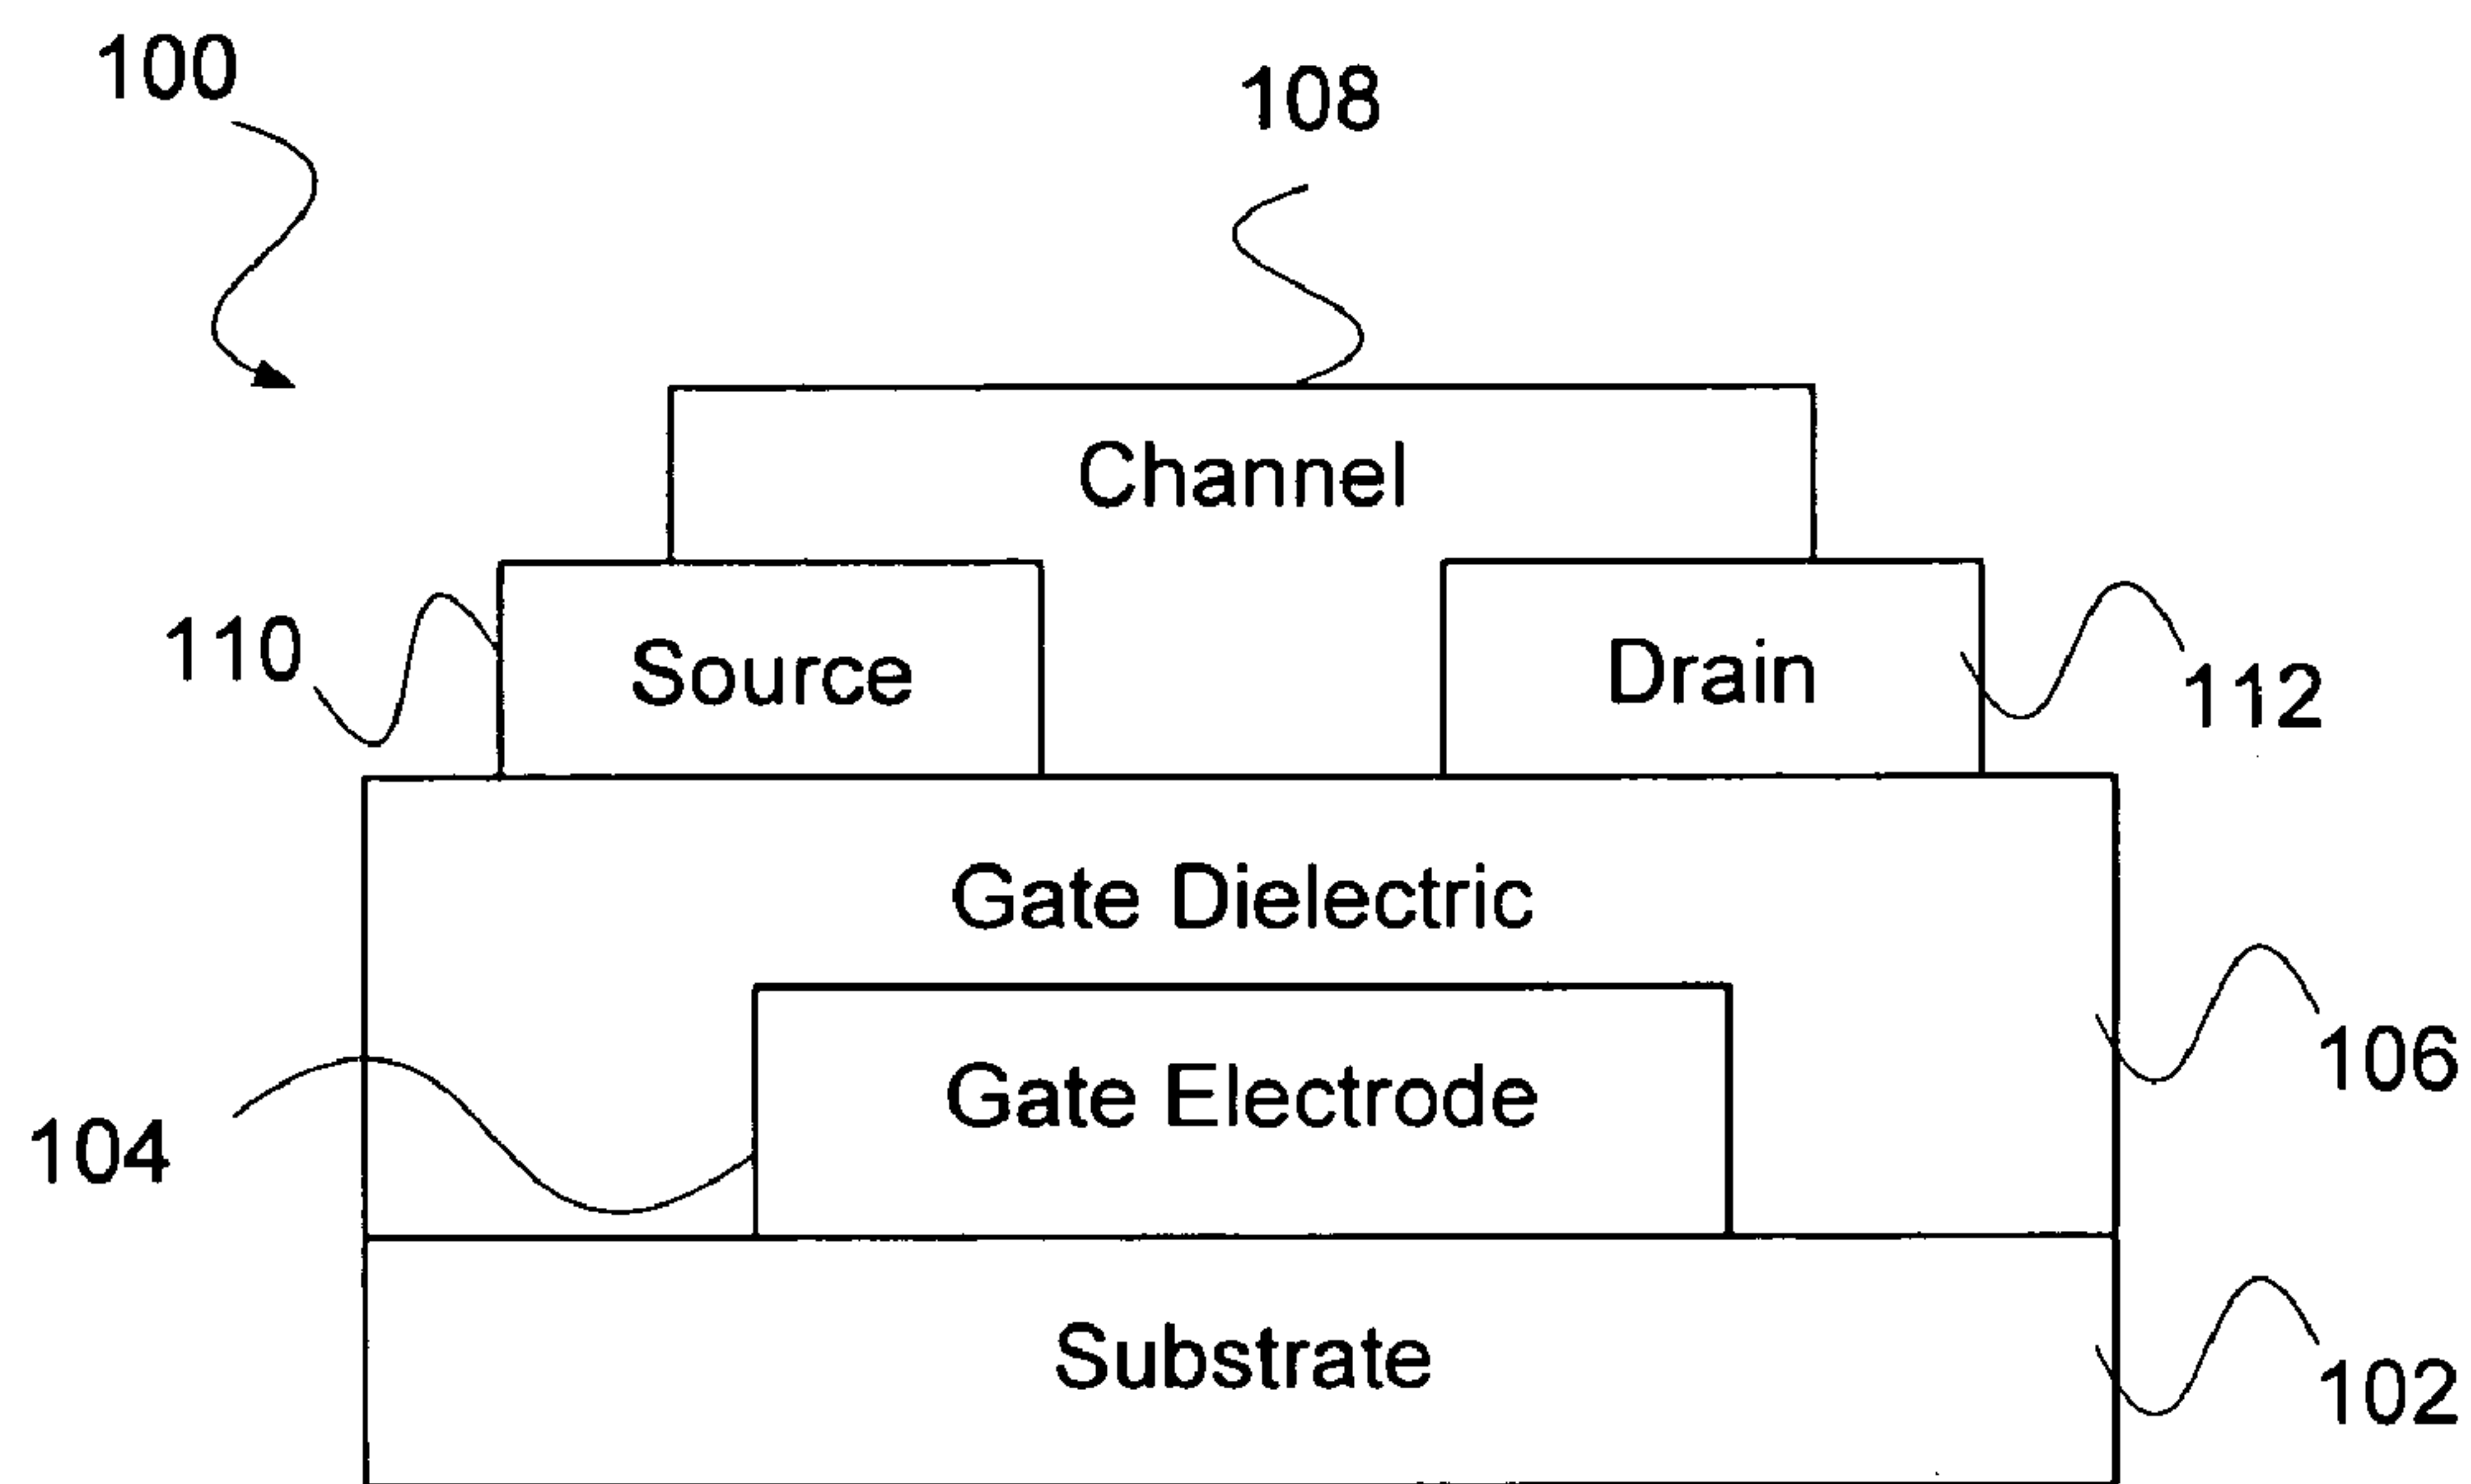 100
108
Channel
110
Source
Drain
112
Gate Dielectric
106
Gate Electrode
104
Substrate
102